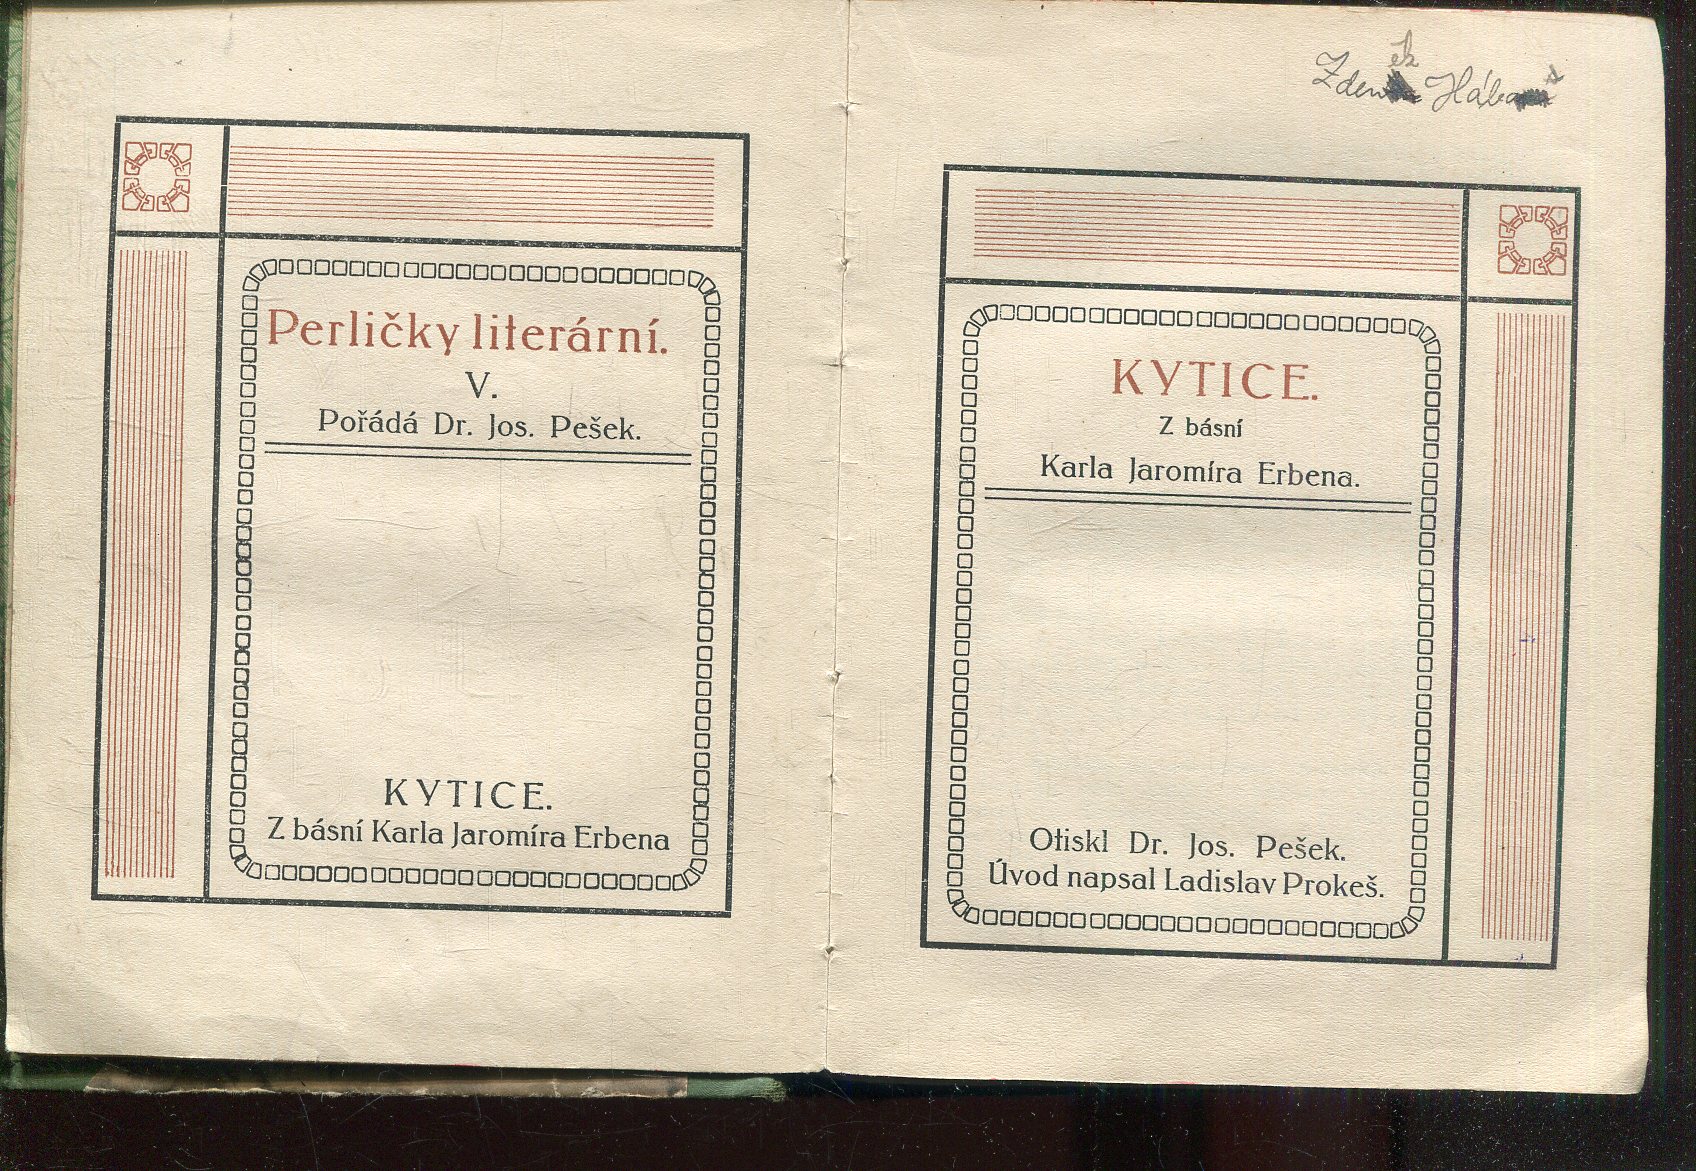 Perličky literární.
V.
Pořádá Dr. Jos. Pešek.
KYTICE.
Z básní Karla Jaromíra Erbena
KYTICE.
Z básní
Karla Jaromíra Erbena.
Otiskl Dr. Jos. Pešek.
Úvod napsal Ladislav Prokeš.